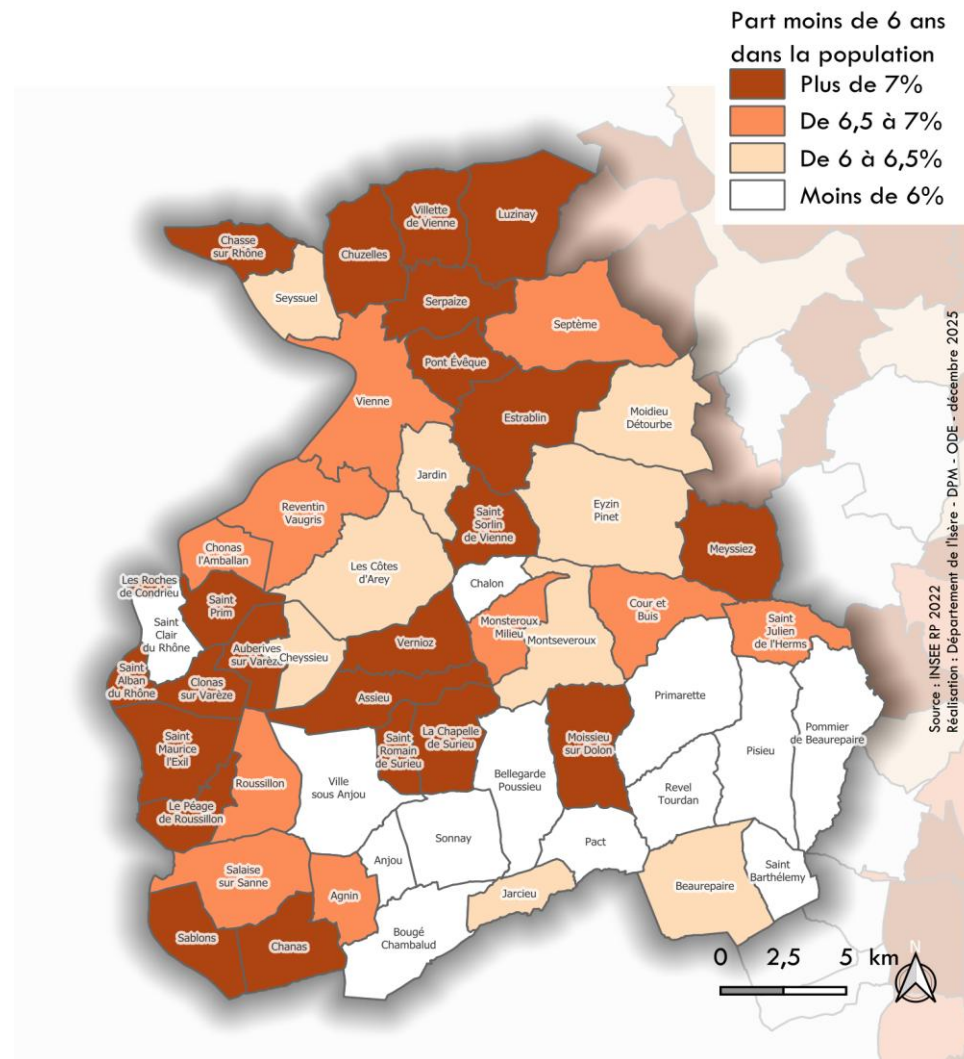 Part moins de 6 ans
dans la population
Plus de 7%
De 6,5 à 7%
De 6 à 6,5%
Moins de 6%
Villette
de Vienne
Luzinay
Chasse
sur Rhône
Chuzelles
Seyssuel
Serpaize
Septème
Pont Évêque
Vienne
Estrablin
Moidieu
Détourbe
Jardin
Reventin
Vaugris
Saint
Sorlin
de Vienne
Eyzin
Pinet
Meyssiez
Chonas
l'Amballan
Les Côtes
d'Arey
Chalon
Les Roches
de Condrieu
Saint
Prim
Saint
Clair
du Rhône
Monsteroux
Milieu
Cour et
Buis
Saint
Julien
de l'Herms
Auberives
sur Varèze
Cheyssieu
Vernioz
Montseveroux
Saint
Alban
du Rhône
Clonas
sur Varèze
Assieu
Primarette
Saint
Maurice
l'Exil
Saint
Romain
de Surieu
La Chapelle
de Surieu
Moissieu
sur Dolon
Pisieu
Pommier
de Beaurepaire
Roussillon
Ville
sous Anjou
Bellegarde
Poussieu
Revel
Tourdan
Le Péage
de Roussillon
Sonnay
Pact
Anjou
Salaise
sur Sanne
Agnin
Jarcieu
Beaurepaire
Saint
Barthélemy
Sablons
Chanas
Bougé
Chambalud
0 2,5 5 km
N
Source : INSEE RP 2022
Réalisation : Département de l'Isère - DPM - ODE - décembre 2025